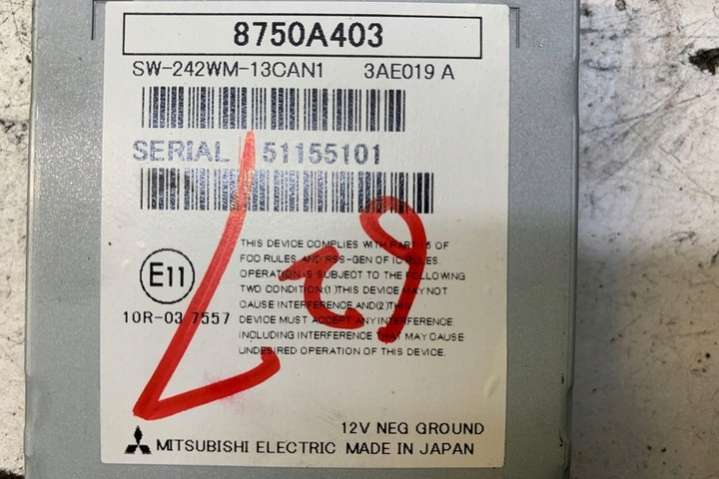 8750A403
SW-242WM-13CAN1 3AE019 A
SERIAL 51155101
E11
10R-03 7557
THIS DEVICE COMPLIES WITH PART 15 OF
FCC RULES AND RSS-GEN OF IC RULES.
OPERATION IS SUBJECT TO THE FOLLOWING
TWO CONDITION:(1)THIS DEVICE MAY NOT
CAUSE INTERFERENCE AND(2)THIS
DEVICE MUST ACCEPT ANY INTERFERENCE
INCLUDING INTERFERENCE THAT MAY CAUSE
UNDESIRED OPERATION OF THIS DEVICE.
12V NEG GROUND
MITSUBISHI ELECTRIC MADE IN JAPAN